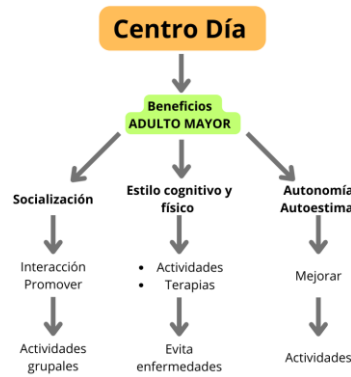 Centro Día
Beneficios
ADULTO MAYOR
Socialización
Estilo cognitivo y
físico
Autonomía
Autoestima
Interacción
Promover
• Actividades
• Terapias
Mejorar
Actividades
grupales
Evita
enfermedades
Actividades